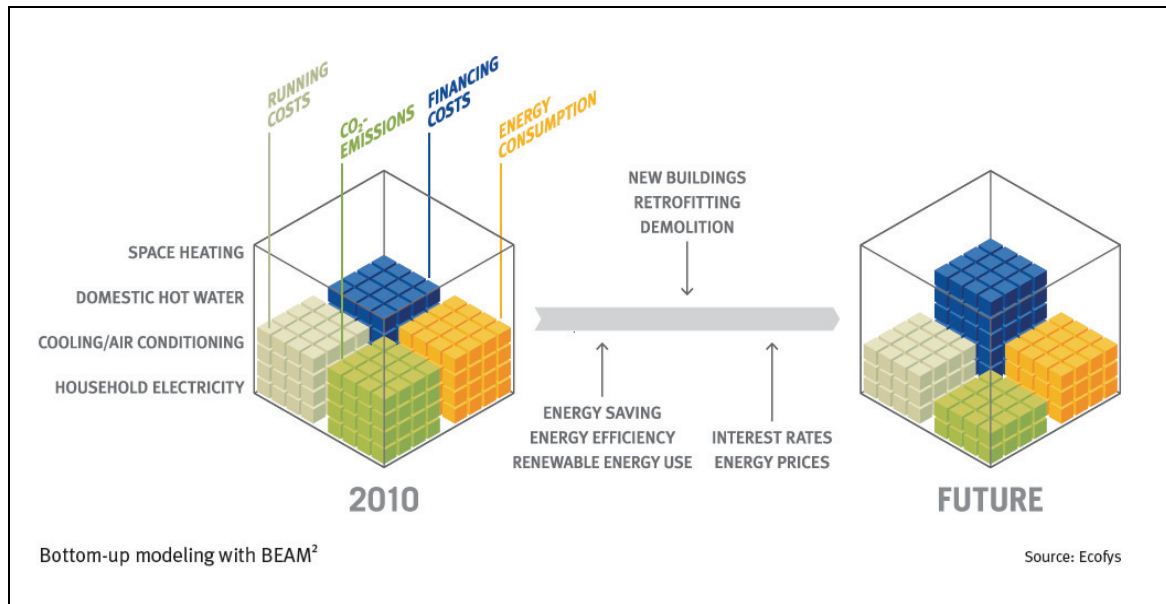 RUNNING
COSTS
CO₂-
EMISSIONS
FINANCING
COSTS
ENERGY
CONSUMPTION
SPACE HEATING
DOMESTIC HOT WATER
COOLING/AIR CONDITIONING
HOUSEHOLD ELECTRICITY
2010
NEW BUILDINGS
RETROFITTING
DEMOLITION
ENERGY SAVING
ENERGY EFFICIENCY
RENEWABLE ENERGY USE
INTEREST RATES
ENERGY PRICES
FUTURE
Bottom-up modeling with BEAM²
Source: Ecofys